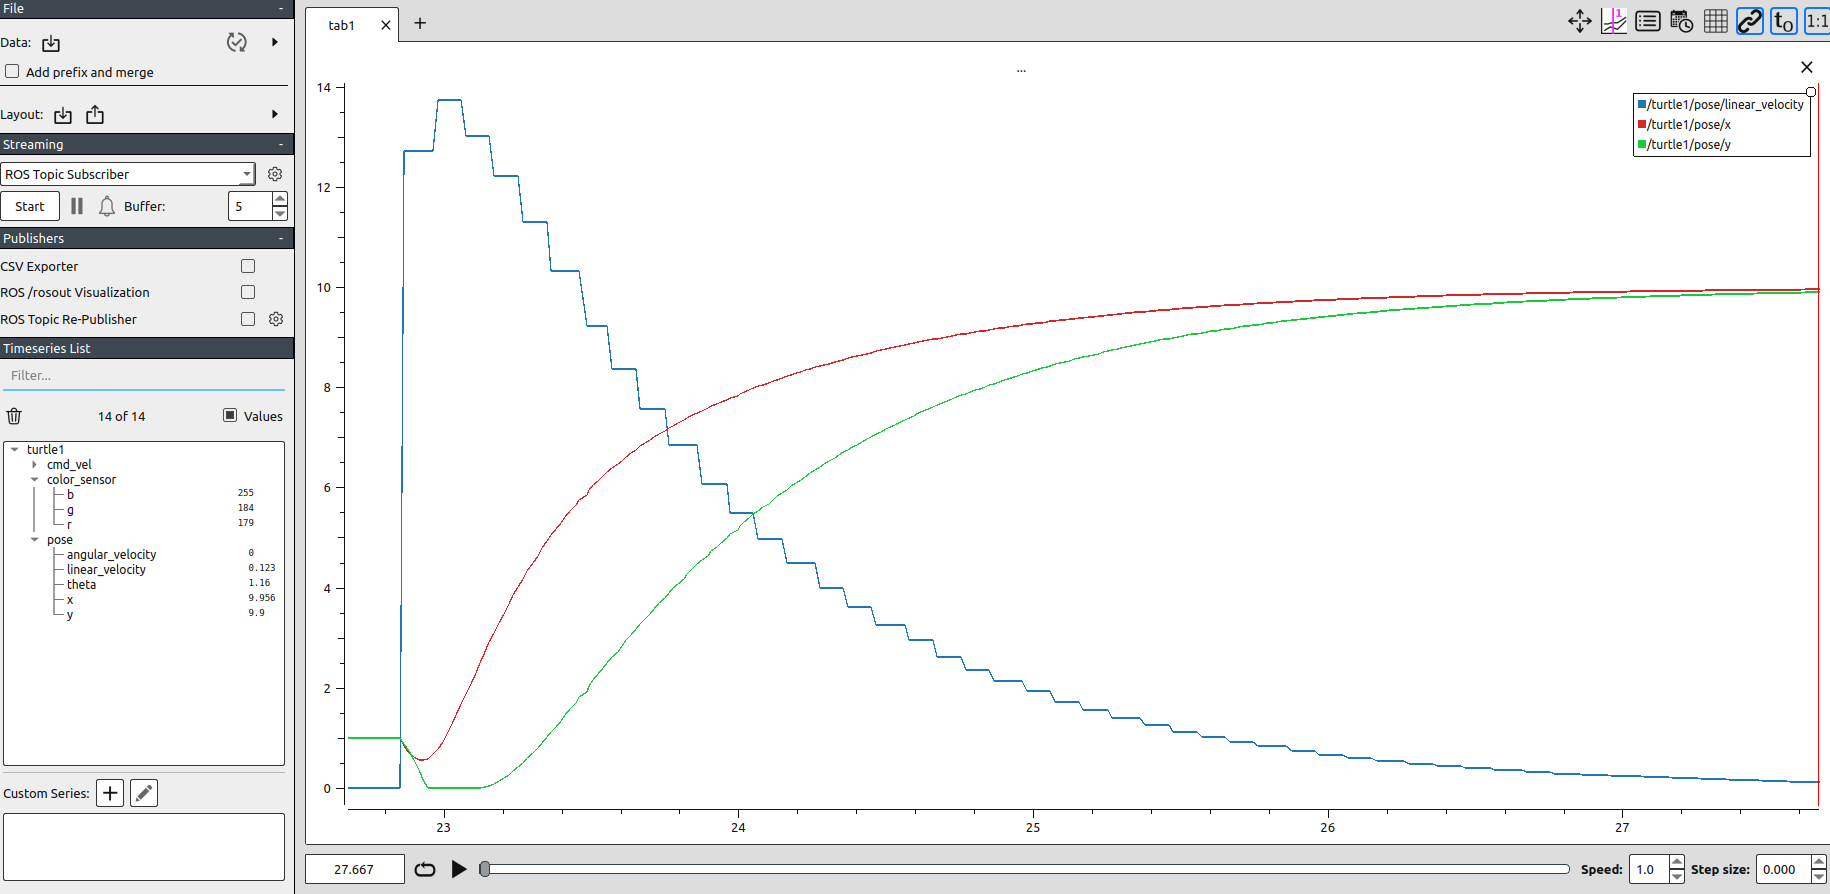 File -
tab1 × +
Data:
Add prefix and merge
Layout:
Streaming -
ROS Topic Subscriber
Start Buffer: 5
Publishers -
CSV Exporter
ROS /rosout Visualization
ROS Topic Re-Publisher
Timeseries List
Filter...
14 of 14 Values
turtle1
cmd_vel
color_sensor
b 255
g 184
r 179
pose
angular_velocity 0
linear_velocity 0.123
theta 1.16
x 9.956
y 9.9
Custom Series: +
t0 1:1
1
...
/turtle1/pose/linear_velocity
/turtle1/pose/x
/turtle1/pose/y
14
12
10
8
6
4
2
0
23 24 25 26 27
27.667 Speed: 1.0 Step size: 0.000